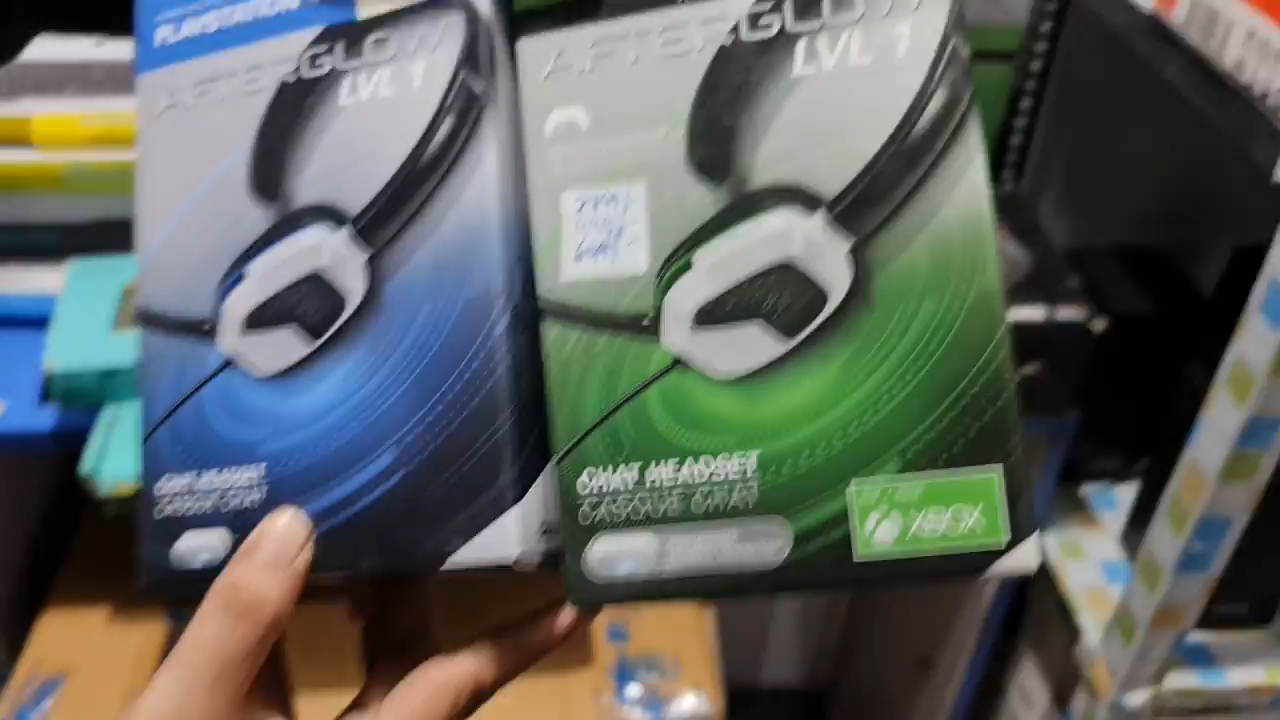 PLAYSTATION
AFTERGLOW
LVL 1
CHAT HEADSET
CASQUE CHAT
AFTERGLOW
LVL 1
CHAT HEADSET
CASQUE CHAT
XBOX